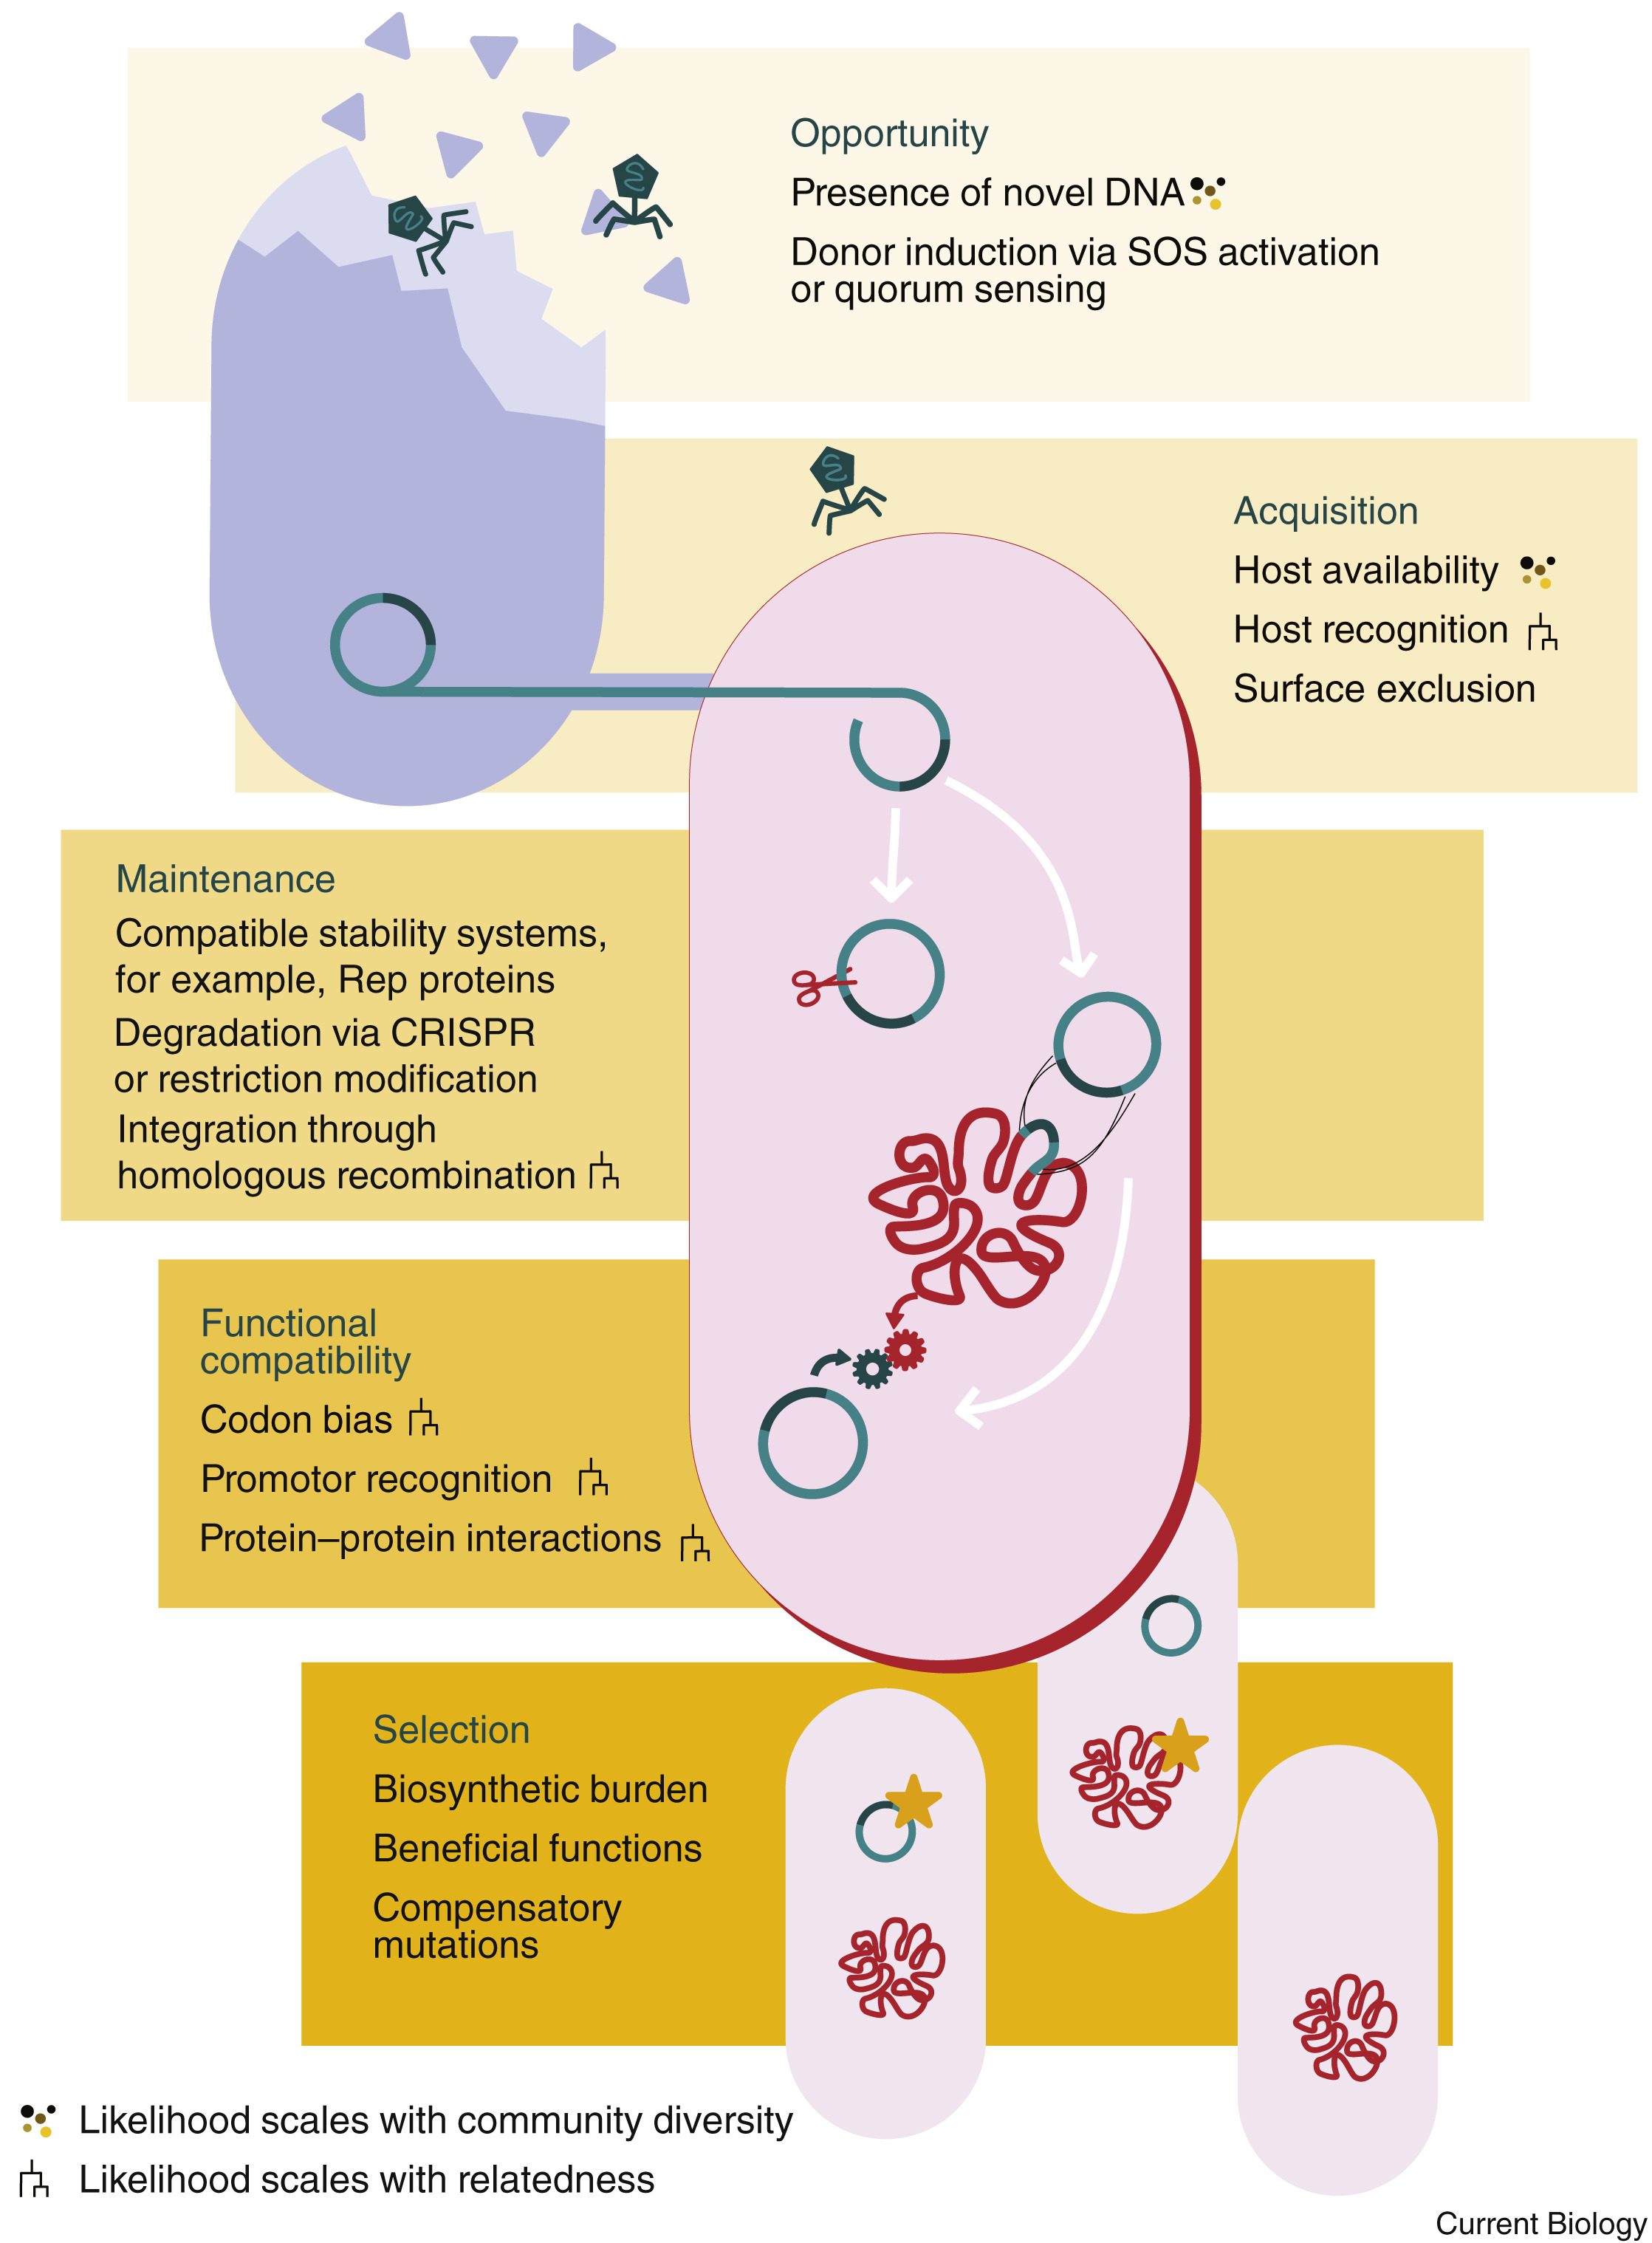 Opportunity
Presence of novel DNA
Donor induction via SOS activation
or quorum sensing
Acquisition
Host availability
Host recognition
Surface exclusion
Maintenance
Compatible stability systems,
for example, Rep proteins
Degradation via CRISPR
or restriction modification
Integration through
homologous recombination
Functional
compatibility
Codon bias
Promotor recognition
Protein–protein interactions
Selection
Biosynthetic burden
Beneficial functions
Compensatory
mutations
Likelihood scales with community diversity
Likelihood scales with relatedness
Current Biology